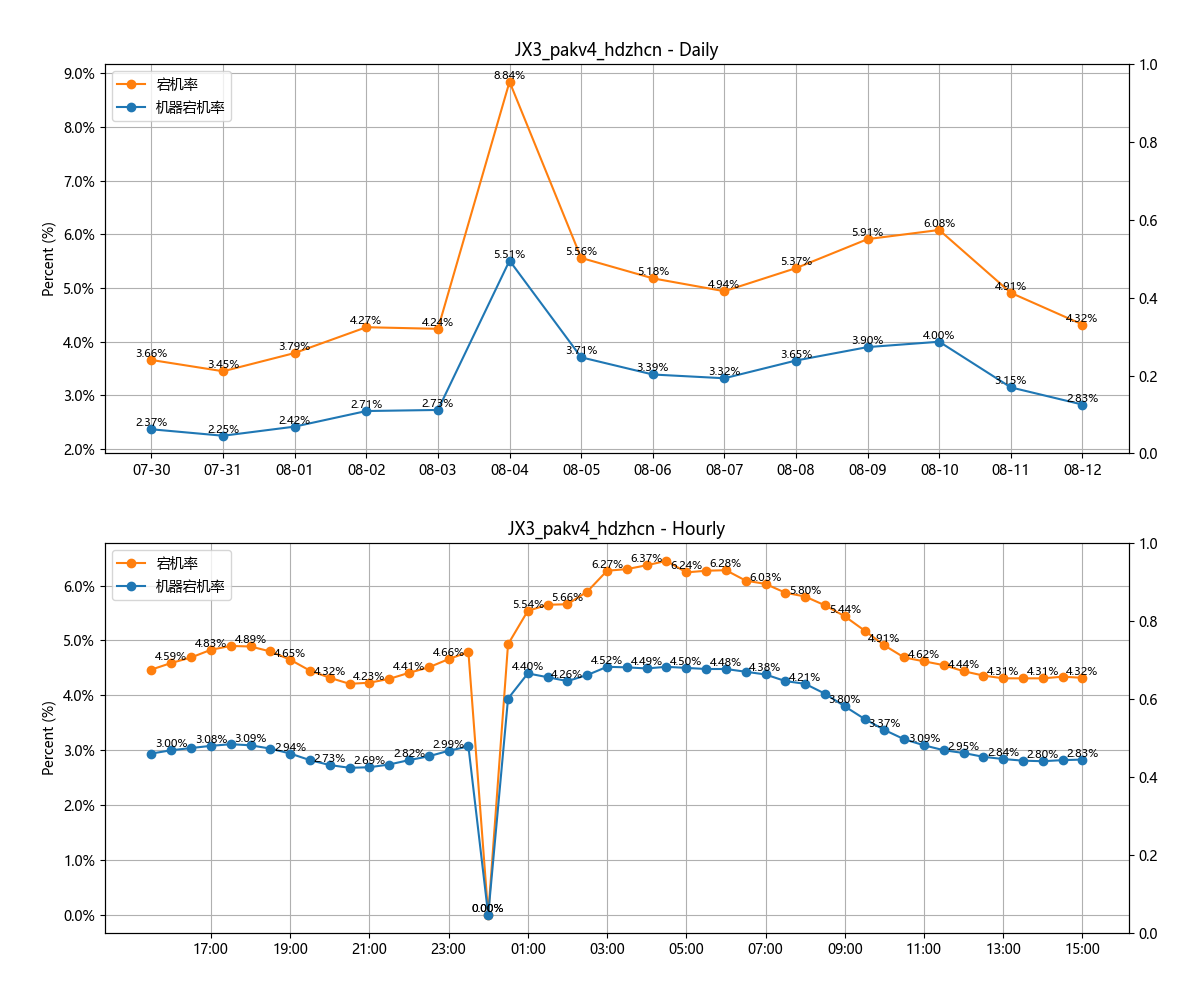 JX3_pakv4_hdzhcn - Daily
宕机率
机器宕机率
Percent (%)
9.0%
8.0%
7.0%
6.0%
5.0%
4.0%
3.0%
2.0%
1.0
0.8
0.6
0.4
0.2
0.0
3.66% 3.45% 3.79% 4.27% 4.24% 8.84% 5.56% 5.18% 4.94% 5.37% 5.91% 6.08% 4.91% 4.32%
2.37% 2.25% 2.42% 2.71% 2.73% 5.51% 3.71% 3.39% 3.32% 3.65% 3.90% 4.00% 3.15% 2.83%
07-30 07-31 08-01 08-02 08-03 08-04 08-05 08-06 08-07 08-08 08-09 08-10 08-11 08-12
JX3_pakv4_hdzhcn - Hourly
宕机率
机器宕机率
Percent (%)
6.0%
5.0%
4.0%
3.0%
2.0%
1.0%
0.0%
1.0
0.8
0.6
0.4
0.2
0.0
4.59% 4.83% 4.89% 4.65% 4.32% 4.23% 4.41% 4.66% 0.00% 5.54% 5.66% 6.27% 6.37% 6.24% 6.28% 6.03% 5.80% 5.44% 4.91% 4.62% 4.44% 4.31% 4.31% 4.32%
3.00% 3.08% 3.09% 2.94% 2.73% 2.69% 2.82% 2.99% 0.00% 4.40% 4.26% 4.52% 4.49% 4.50% 4.48% 4.38% 4.21% 3.80% 3.37% 3.09% 2.95% 2.84% 2.80% 2.83%
17:00 19:00 21:00 23:00 01:00 03:00 05:00 07:00 09:00 11:00 13:00 15:00